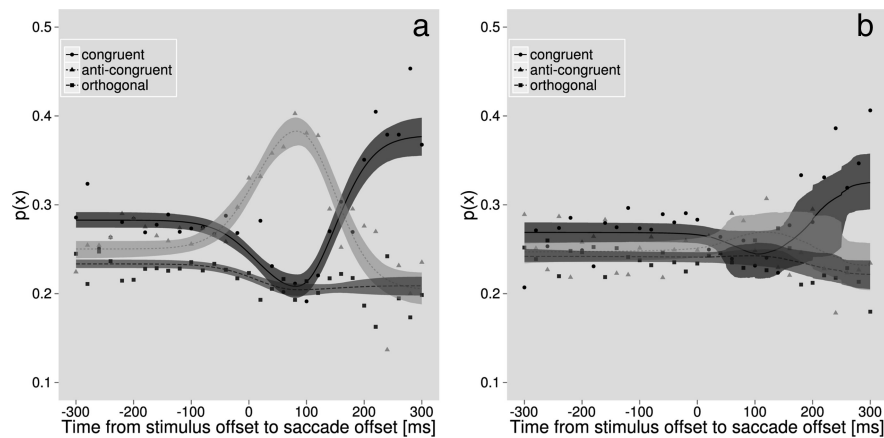 a
0.5
congruent
anti-congruent
orthogonal
0.4
p(x)
0.3
0.2
0.1
-300 -200 -100 0 100 200 300
Time from stimulus offset to saccade offset [ms]
b
0.5
congruent
anti-congruent
orthogonal
0.4
p(x)
0.3
0.2
0.1
-300 -200 -100 0 100 200 300
Time from stimulus offset to saccade offset [ms]